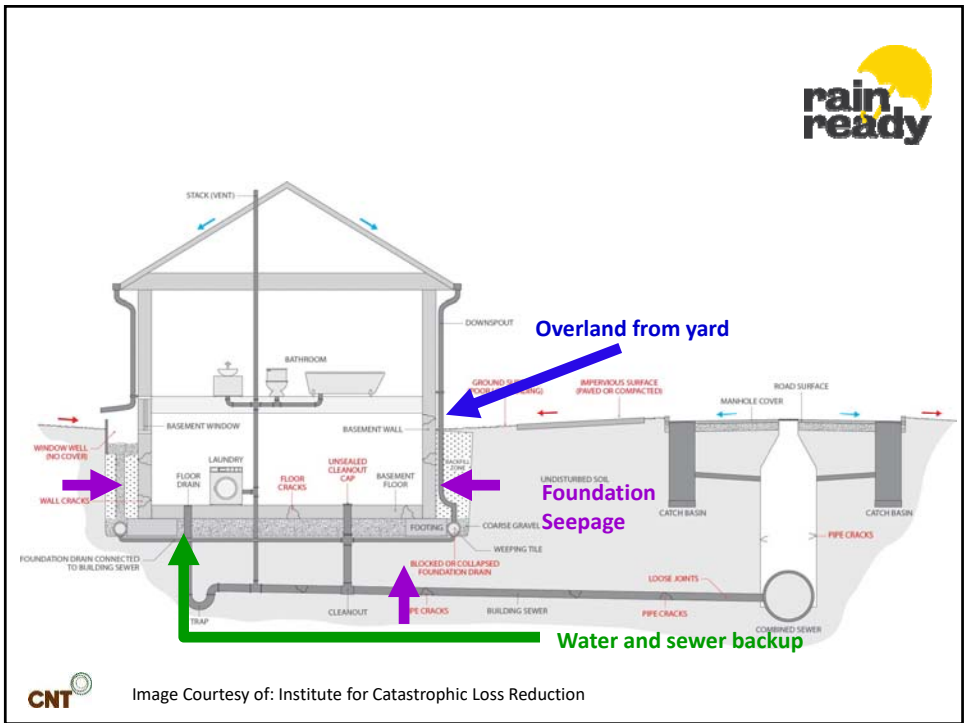 rain
ready
STACK (VENT)
DOWNSPOUT
Overland from yard
BATHROOM
IMPERVIOUS SURFACE
(PAVED OR COMPACTED)
ROAD SURFACE
MANHOLE COVER
BASEMENT WINDOW
BASEMENT WALL
WINDOW WELL
(NO COVER)
LAUNDRY
UNSEALED
CLEANOUT
CAP
BACKFILL
ZONE
FLOOR
DRAIN
FLOOR
CRACKS
BASEMENT
FLOOR
UNDISTURBED SOIL
Foundation
Seepage
WALL CRACKS
CATCH BASIN
CATCH BASIN
FOOTING
COARSE GRAVEL
WEEPING TILE
PIPE CRACKS
FOUNDATION DRAIN CONNECTED
TO BUILDING SEWER
BLOCKED OR COLLAPSED
FOUNDATION DRAIN
LOOSE JOINTS
TRAP
CLEANOUT
CRACKS
BUILDING SEWER
PIPE CRACKS
COMBINED SEWER
Water and sewer backup
CNT
Image Courtesy of: Institute for Catastrophic Loss Reduction